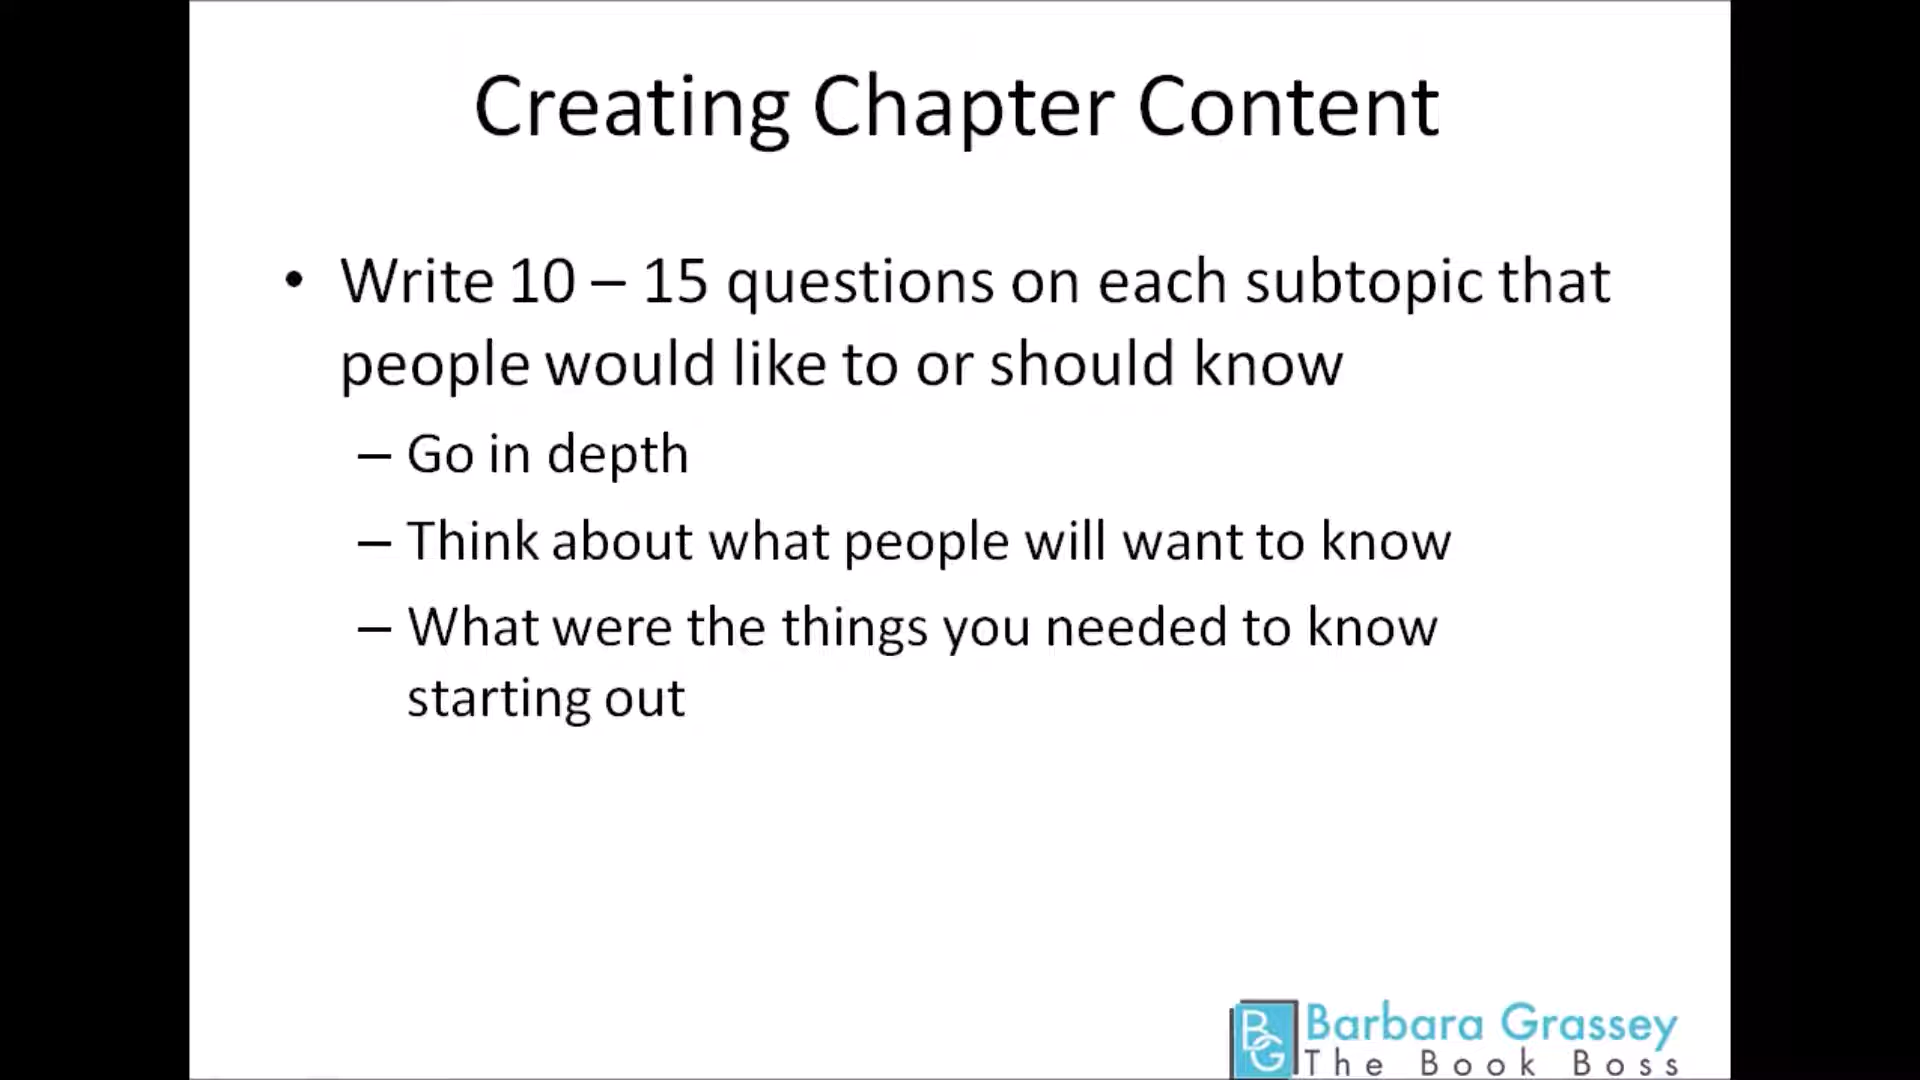 Creating Chapter Content
• Write 10 – 15 questions on each subtopic that
people would like to or should know
– Go in depth
– Think about what people will want to know
– What were the things you needed to know
starting out
BG
Barbara Grassey
The Book Boss